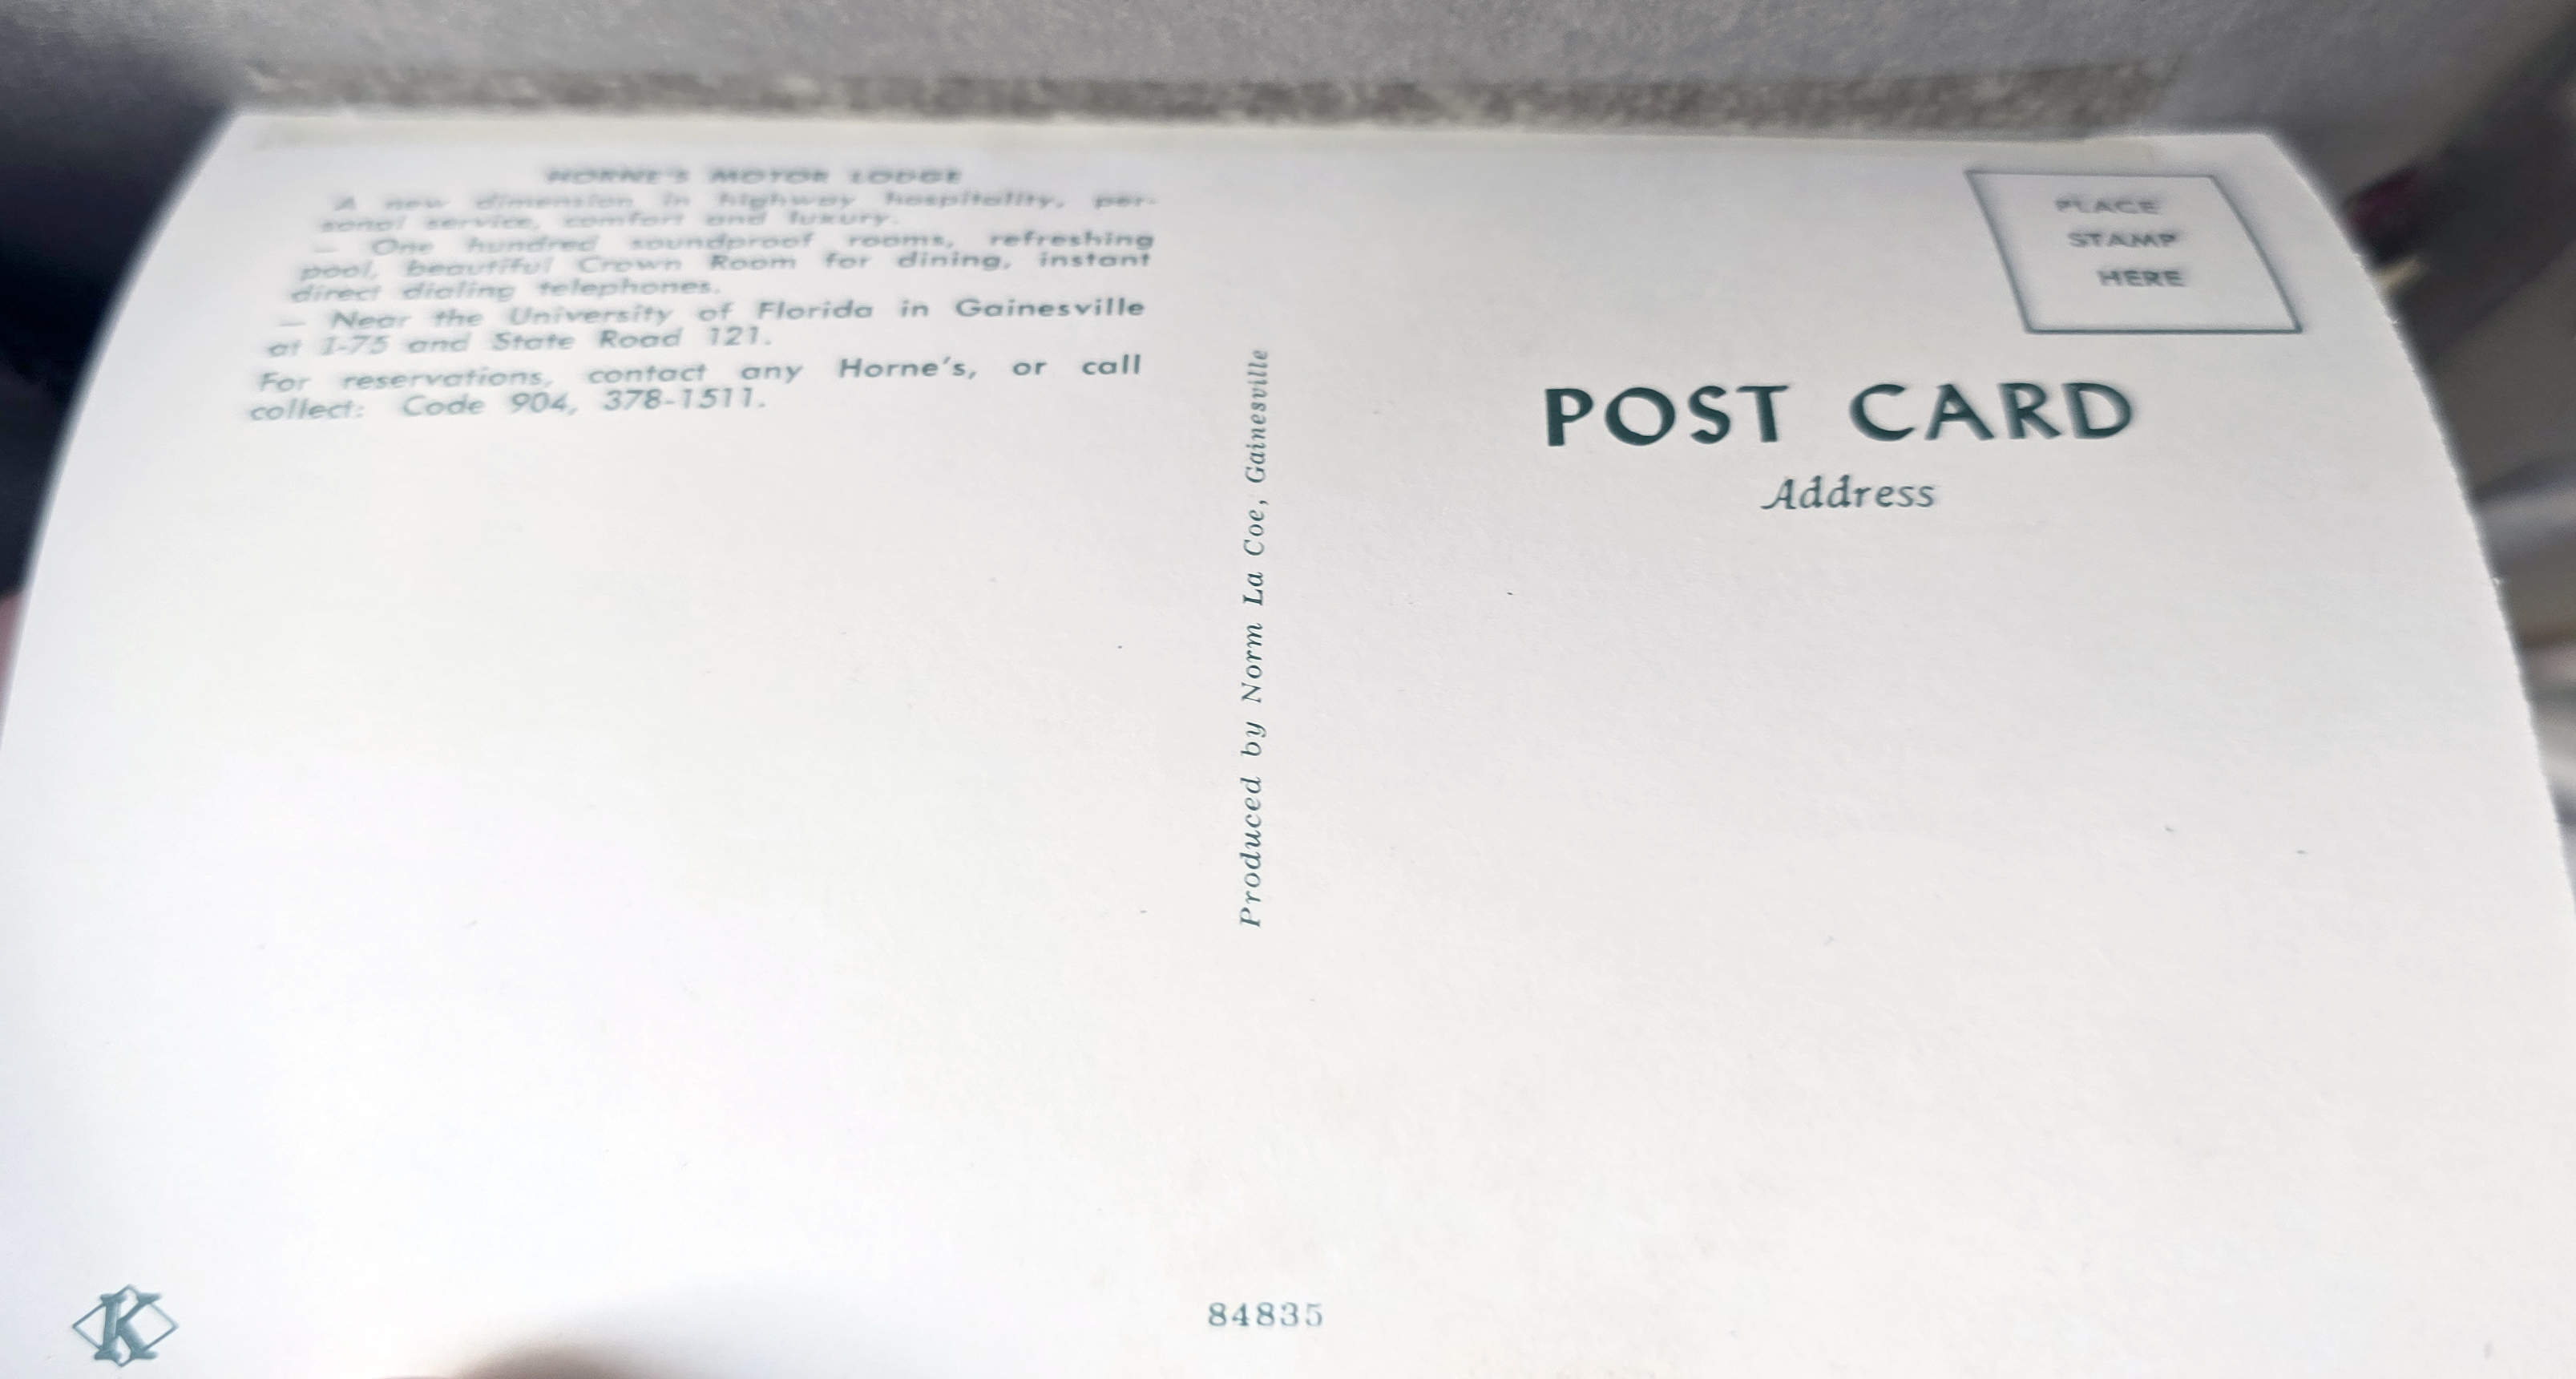 HORNE'S MOTOR LODGE
A new dimension in highway hospitality, per-
sonal service, comfort and luxury.
— One hundred soundproof rooms, refreshing
pool, beautiful Crown Room for dining, instant
direct dialing telephones.
— Near the University of Florida in Gainesville
at I-75 and State Road 121.
For reservations, contact any Horne's, or call
collect: Code 904, 378-1511.
Produced by Norm La Coe, Gainesville
PLACE
STAMP
HERE
POST CARD
Address
K
84835